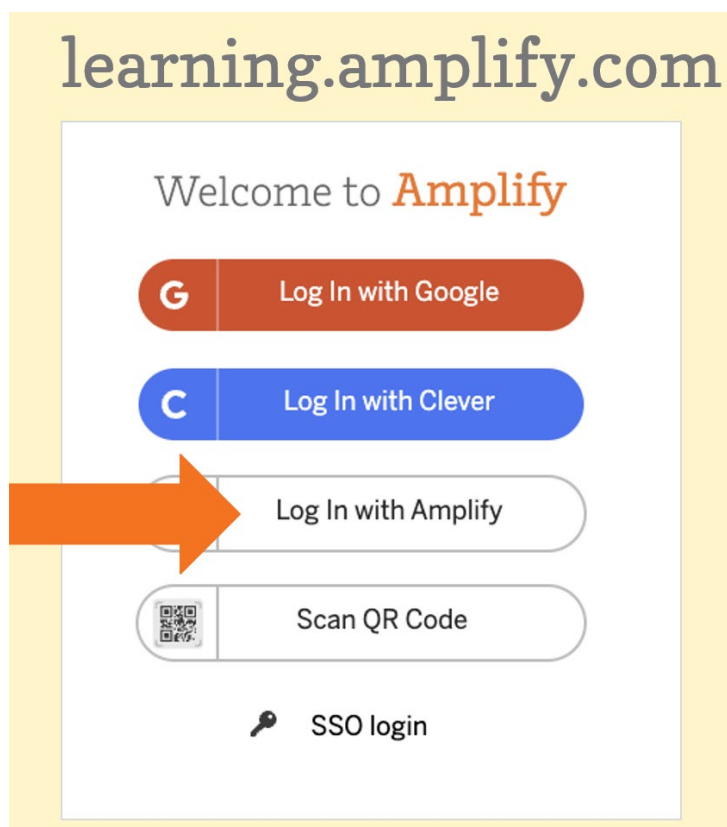 learning.amplify.com
Welcome to Amplify
G Log In with Google
C Log In with Clever
Log In with Amplify
Scan QR Code
SSO login